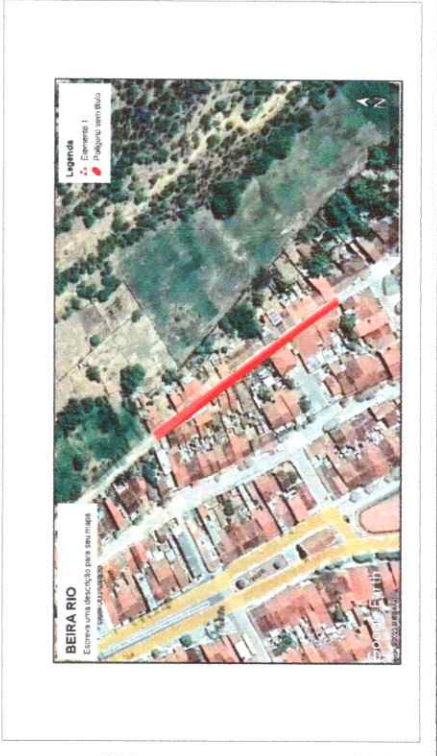 BEIRA RIO
Escreva uma descrição para seu mapa
Legenda
Elemento 1
Polígono sem título
Google Earth
N